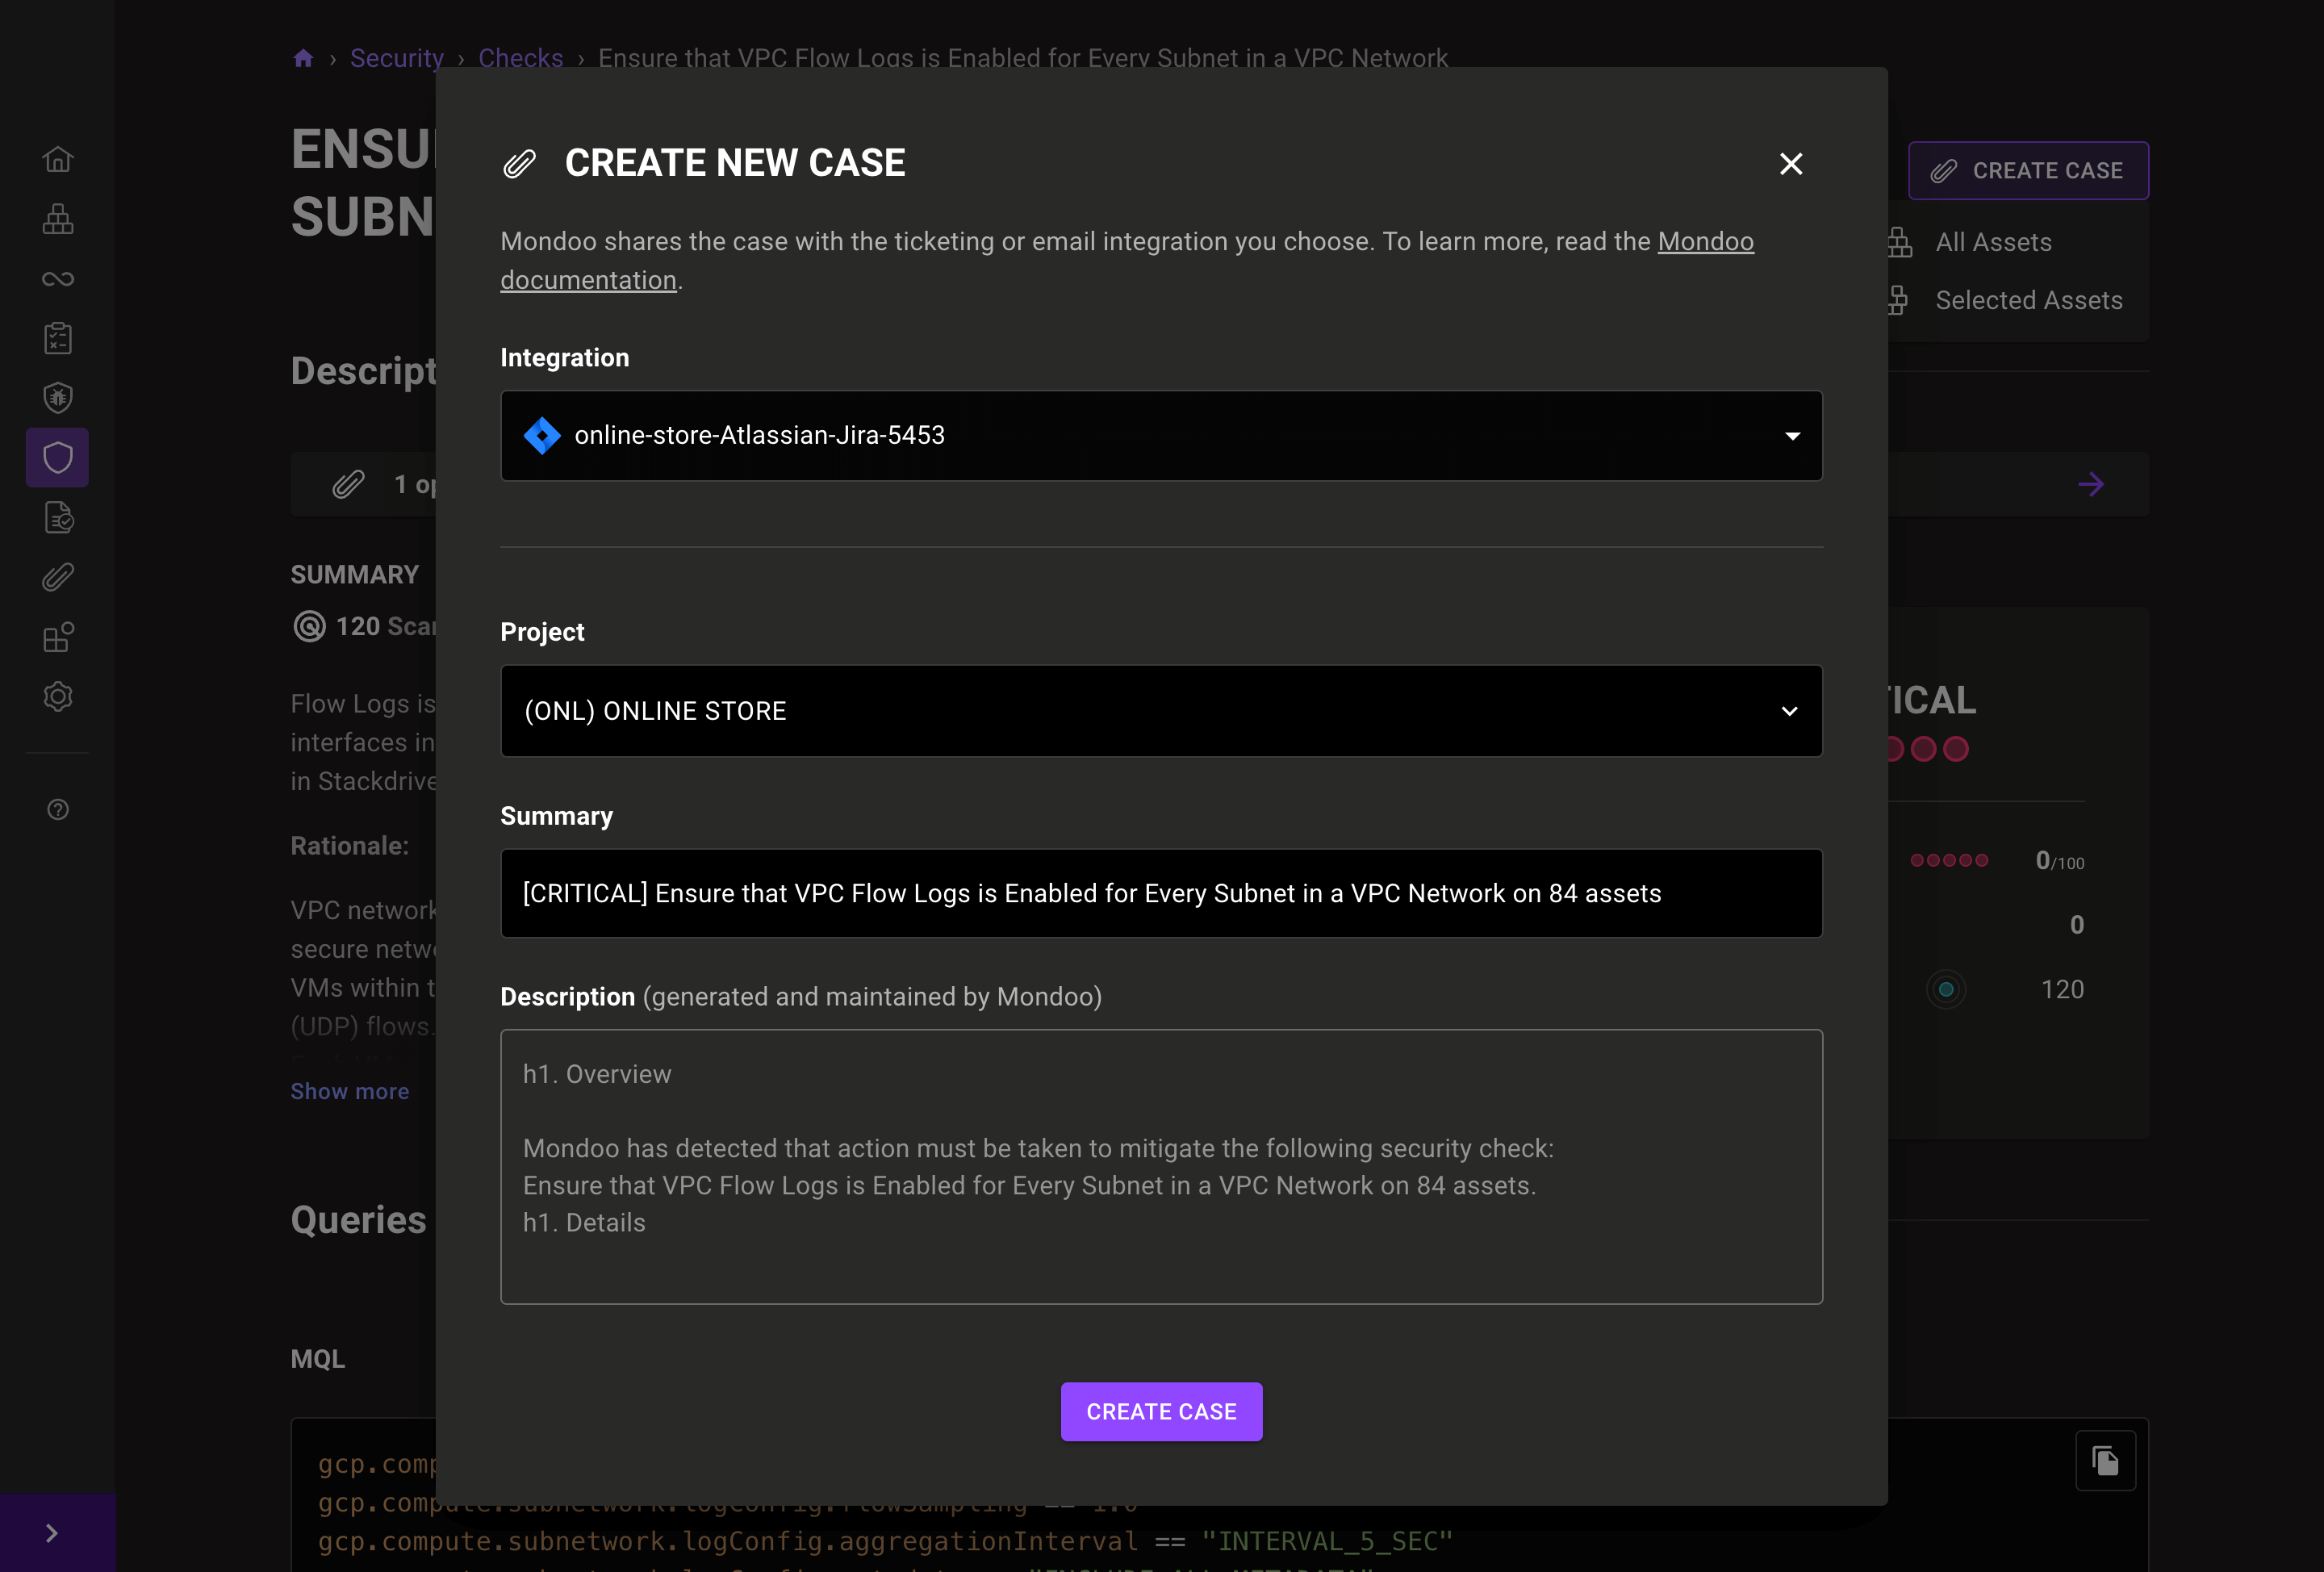 Security › Checks › Ensure that VPC Flow Logs is Enabled for Every Subnet in a VPC Network
CREATE CASE
All Assets
Selected Assets
Descript
1 op
SUMMARY
120 Scan
Flow Logs is
interfaces in
in Stackdrive
Rationale:
VPC network
secure netwo
VMs within t
(UDP) flows.
Show more
Queries
MQL
ENSU
SUBN
CREATE NEW CASE
Mondoo shares the case with the ticketing or email integration you choose. To learn more, read the Mondoo
documentation.
Integration
online-store-Atlassian-Jira-5453
Project
(ONL) ONLINE STORE
Summary
[CRITICAL] Ensure that VPC Flow Logs is Enabled for Every Subnet in a VPC Network on 84 assets
Description (generated and maintained by Mondoo)
h1. Overview
Mondoo has detected that action must be taken to mitigate the following security check:
Ensure that VPC Flow Logs is Enabled for Every Subnet in a VPC Network on 84 assets.
h1. Details
CREATE CASE
ICAL
0/100
0
120
gcp.comp
gcp.compute.subnetwork.logConfig.flowSampling == 1.0
gcp.compute.subnetwork.logConfig.aggregationInterval == "INTERVAL_5_SEC"